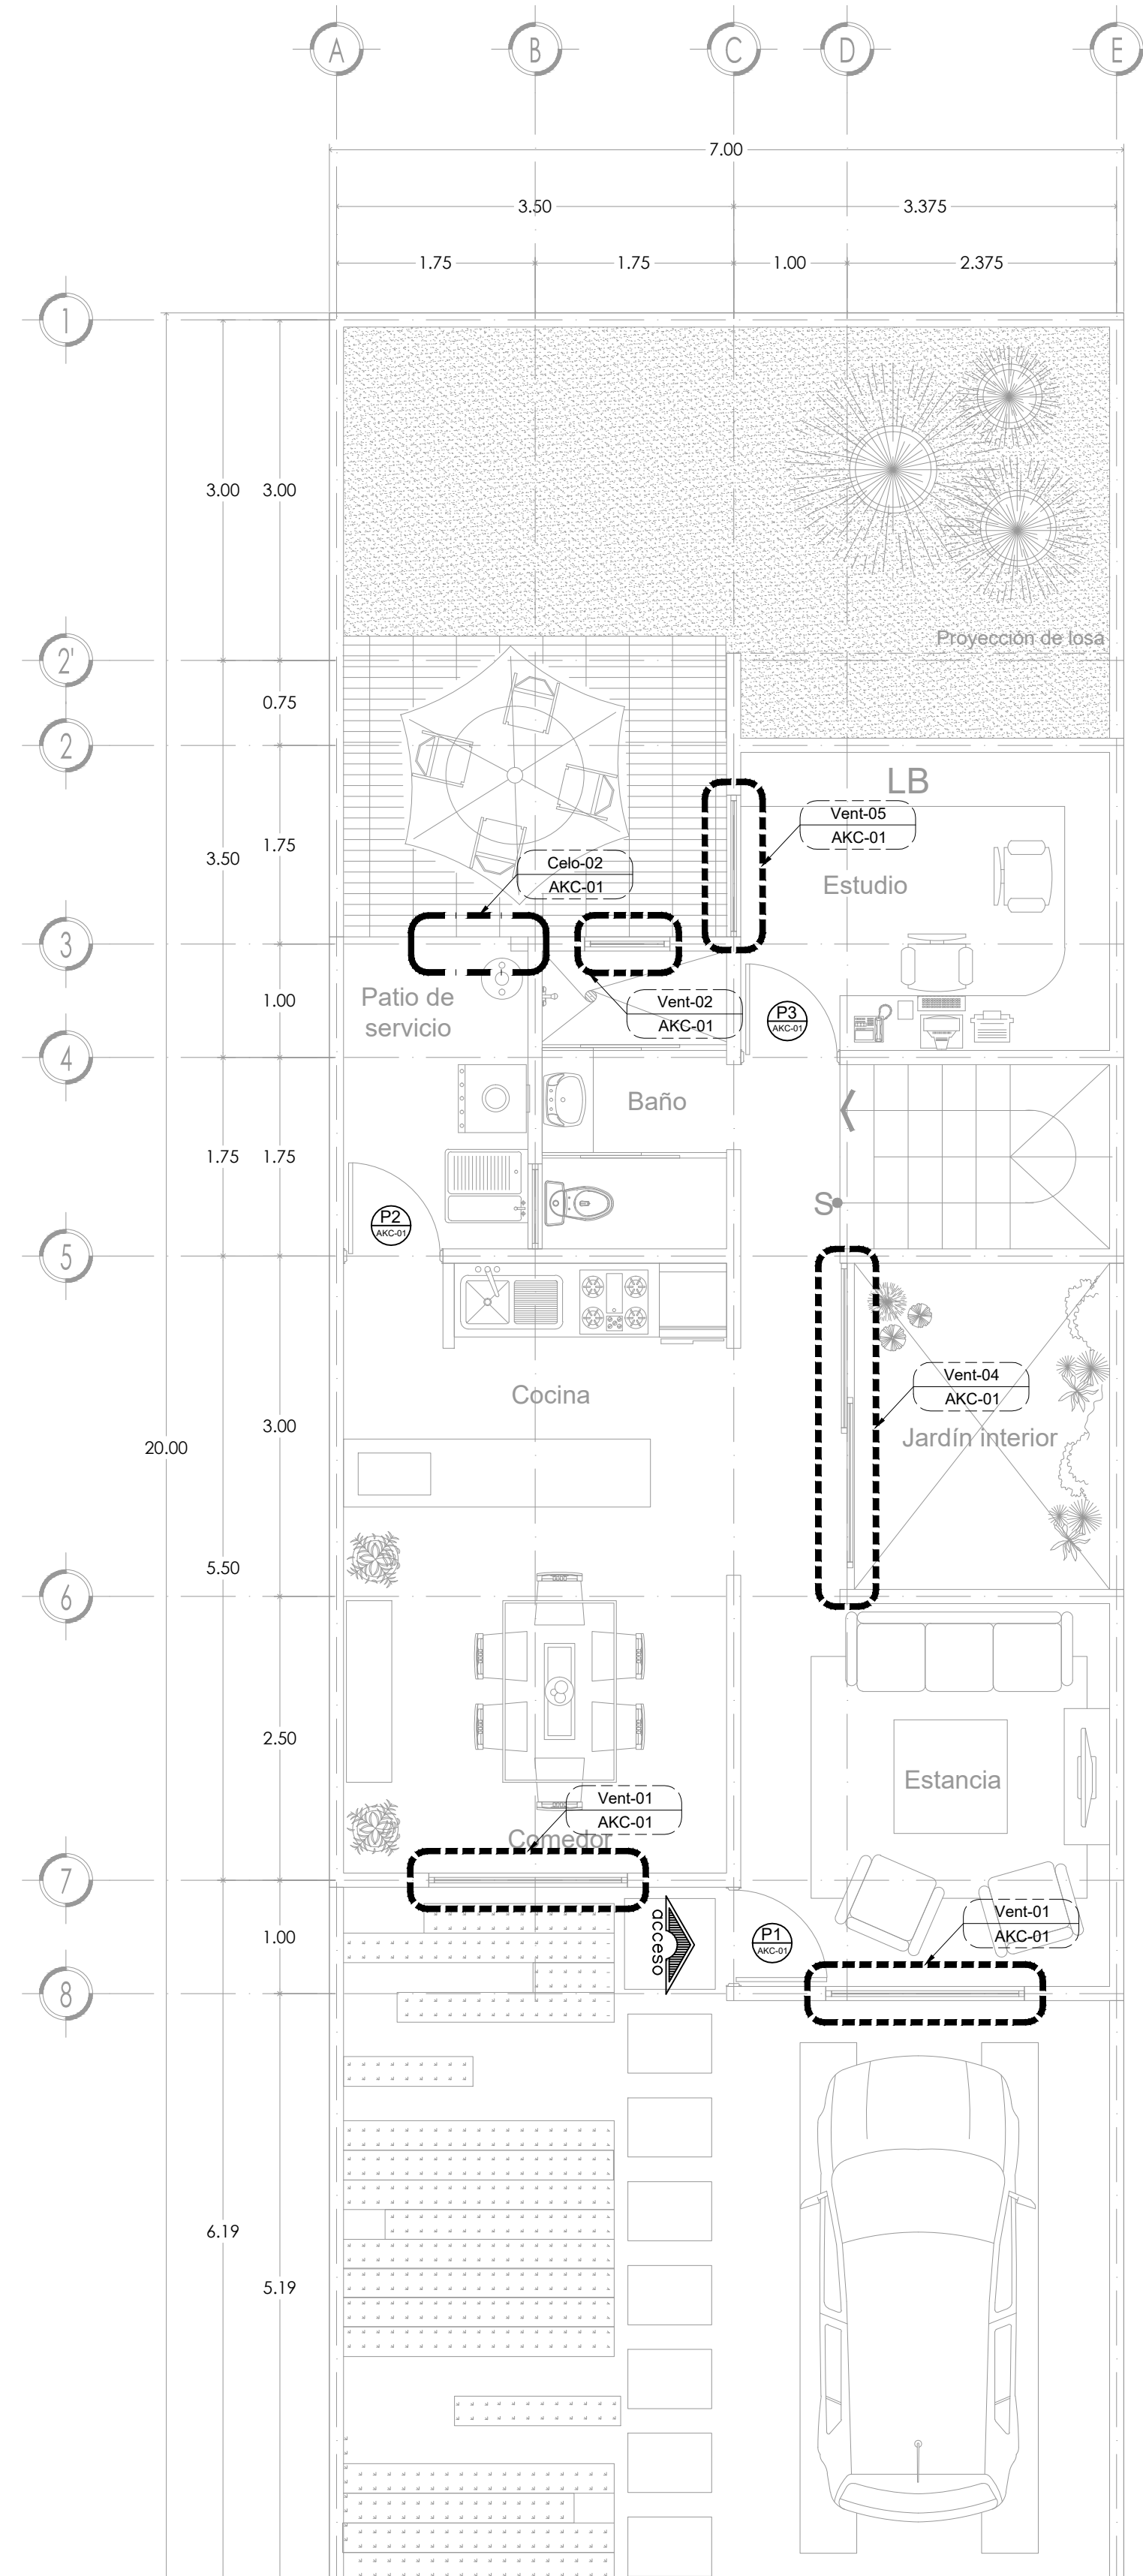 A B C D E
7.00
3.50 3.375
1.75 1.75 1.00 2.375
1
3.00 3.00
Proyección de losa
2'
0.75
2
LB
Vent-05
AKC-01
1.75
3.50
Celo-02
AKC-01
Estudio
3
Patio de
servicio
1.00
Vent-02
AKC-01
P3
AKC-01
4
Baño
1.75 1.75
S
P2
AKC-01
5
Vent-04
AKC-01
Cocina
3.00
Jardín interior
20.00
5.50
6
2.50
Estancia
Vent-01
AKC-01
Comedor
7
Vent-01
AKC-01
1.00
acceso
P1
AKC-01
8
6.19
5.19